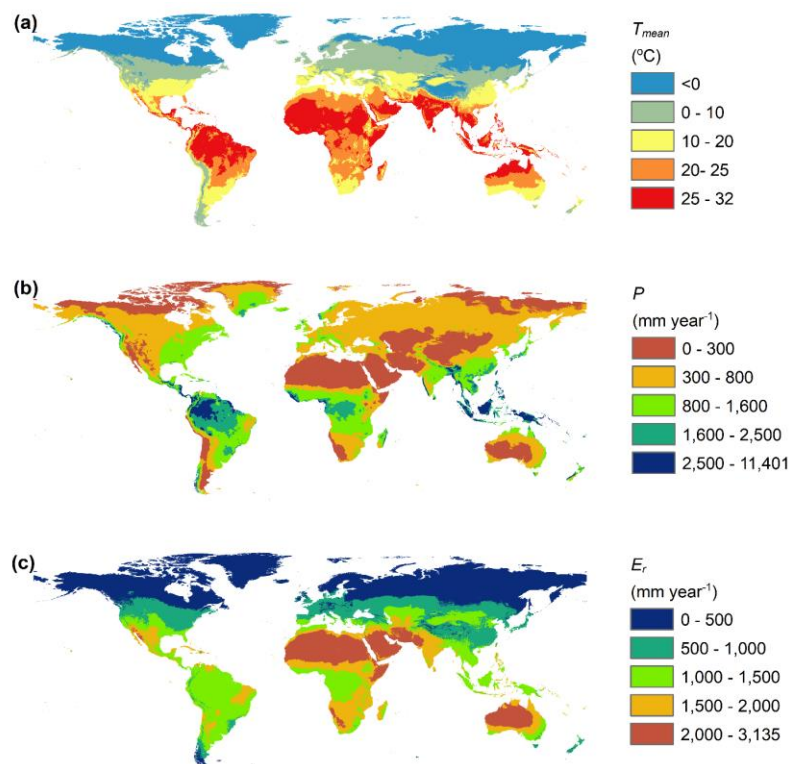 (a)
Tmean
(ºC)
<0
0 - 10
10 - 20
20- 25
25 - 32
(b)
P
(mm year-1)
0 - 300
300 - 800
800 - 1,600
1,600 - 2,500
2,500 - 11,401
(c)
Er
(mm year-1)
0 - 500
500 - 1,000
1,000 - 1,500
1,500 - 2,000
2,000 - 3,135